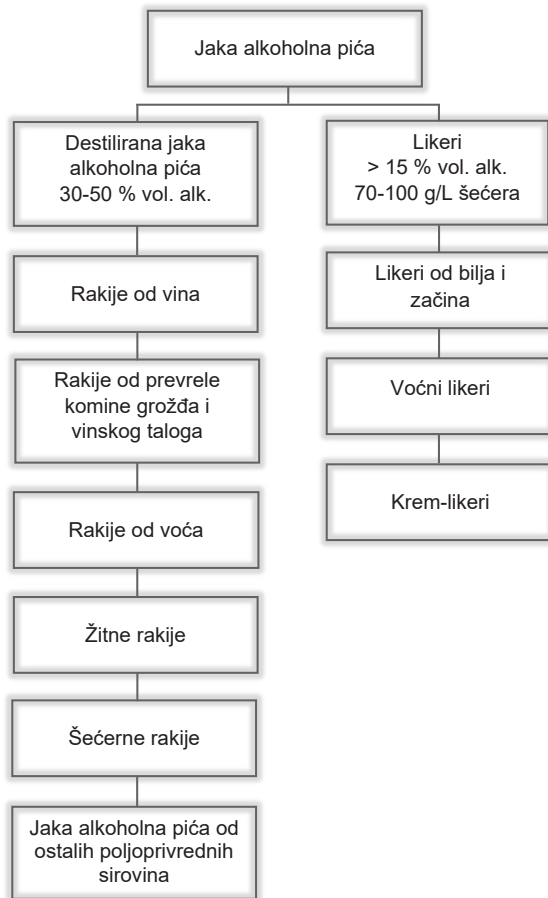 Jaka alkoholna pića
Destilirana jaka
alkoholna pića
30-50 % vol. alk.
Rakije od vina
Rakije od prevrele
komine grožđa i
vinskog taloga
Rakije od voća
Žitne rakije
Šećerne rakije
Jaka alkoholna pića od
ostalih poljoprivrednih
sirovina
Likeri
> 15 % vol. alk.
70-100 g/L šećera
Likeri od bilja i
začina
Voćni likeri
Krem-likeri